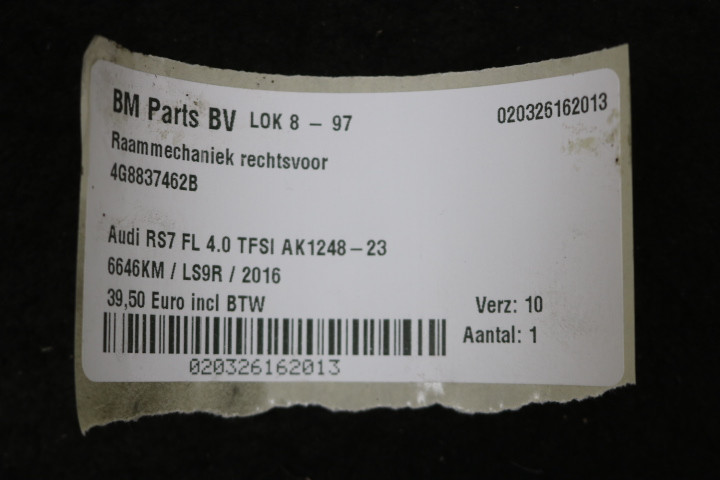 BM Parts BV LOK 8 - 97 020326162013
Raammechaniek rechtsvoor
4G8837462B
Audi RS7 FL 4.0 TFSI AK1248-23
6646KM / LS9R / 2016
39,50 Euro incl BTW Verz: 10
Aantal: 1
020326162013